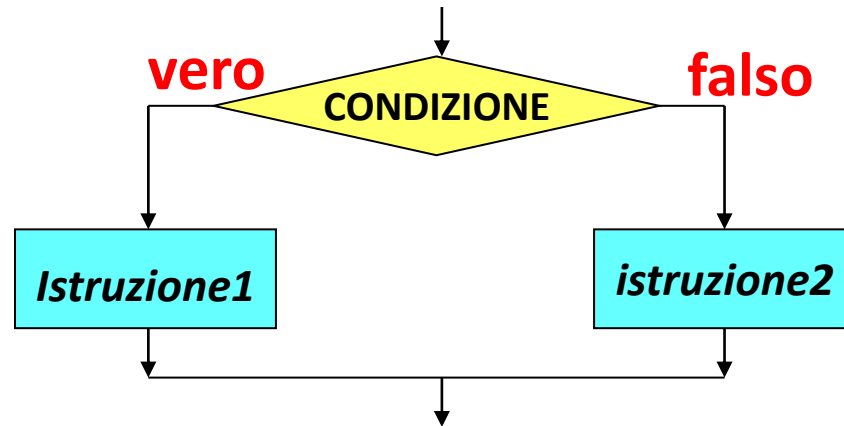 vero
falso
CONDIZIONE
Istruzione1
istruzione2